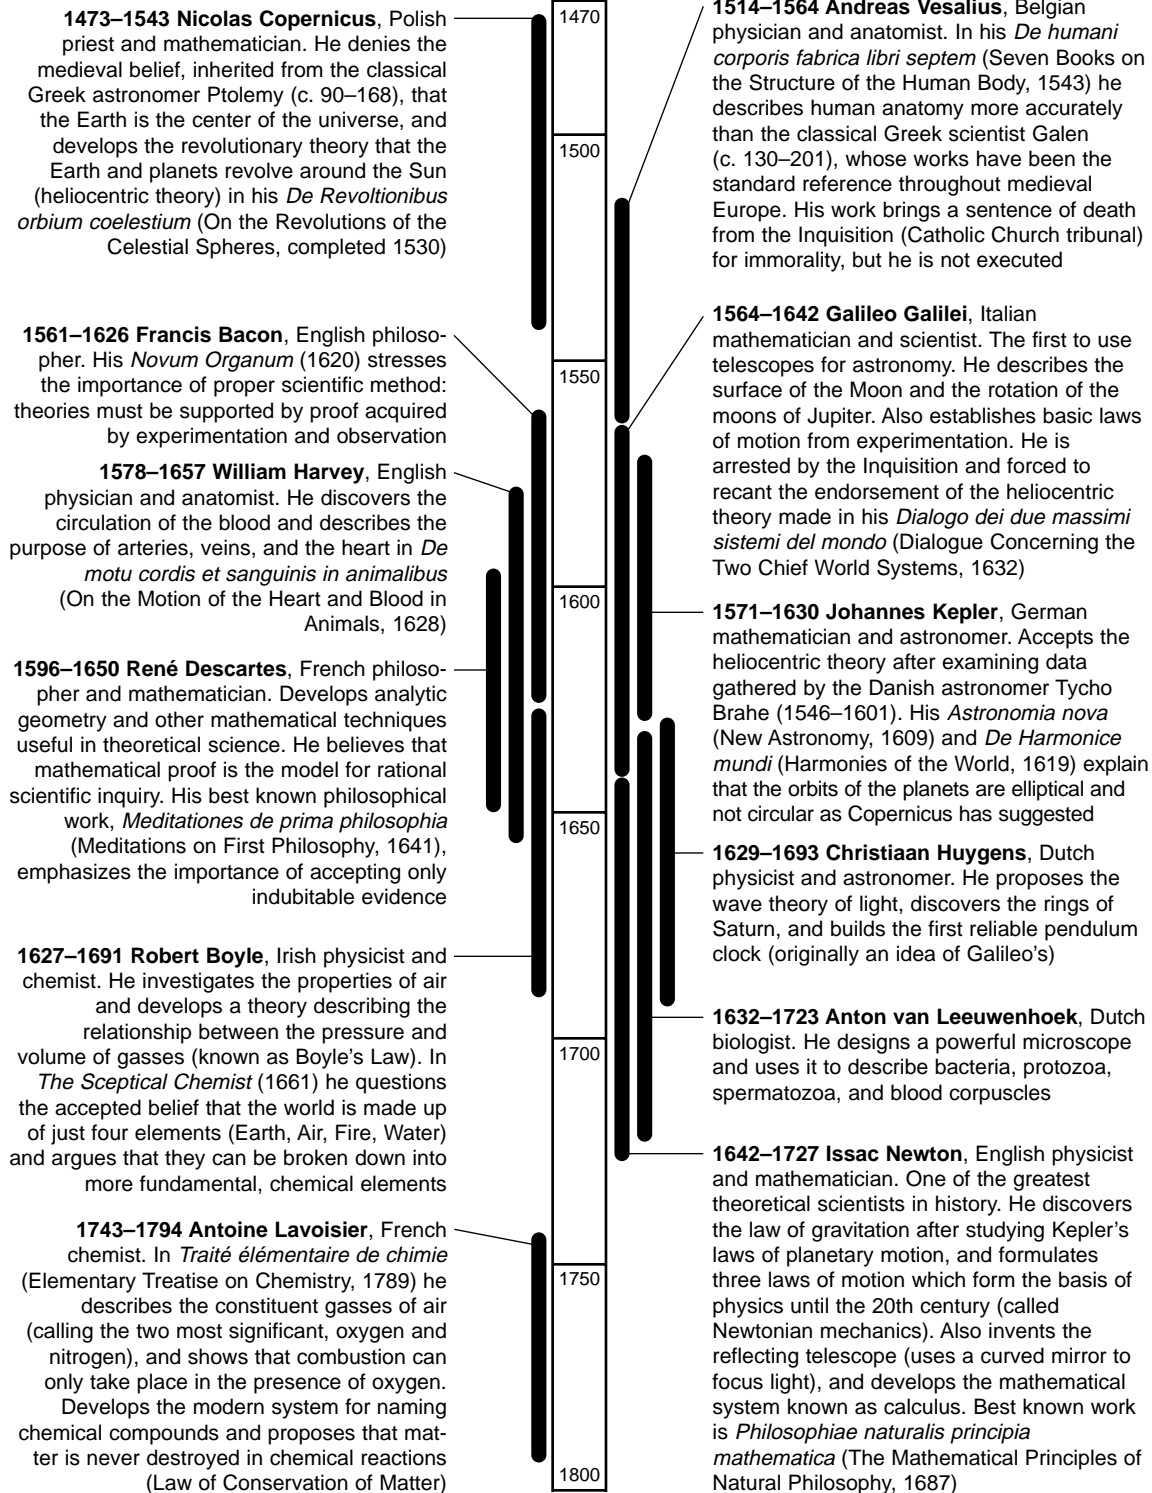 1473–1543 Nicolas Copernicus, Polish
priest and mathematician. He denies the
medieval belief, inherited from the classical
Greek astronomer Ptolemy (c. 90–168), that
the Earth is the center of the universe, and
develops the revolutionary theory that the
Earth and planets revolve around the Sun
(heliocentric theory) in his De Revoltionibus
orbium coelestium (On the Revolutions of the
Celestial Spheres, completed 1530)
1561–1626 Francis Bacon, English philoso-
pher. His Novum Organum (1620) stresses
the importance of proper scientific method:
theories must be supported by proof acquired
by experimentation and observation
1578–1657 William Harvey, English
physician and anatomist. He discovers the
circulation of the blood and describes the
purpose of arteries, veins, and the heart in De
motu cordis et sanguinis in animalibus
(On the Motion of the Heart and Blood in
Animals, 1628)
1596–1650 René Descartes, French philoso-
pher and mathematician. Develops analytic
geometry and other mathematical techniques
useful in theoretical science. He believes that
mathematical proof is the model for rational
scientific inquiry. His best known philosophical
work, Meditationes de prima philosophia
(Meditations on First Philosophy, 1641),
emphasizes the importance of accepting only
indubitable evidence
1627–1691 Robert Boyle, Irish physicist and
chemist. He investigates the properties of air
and develops a theory describing the
relationship between the pressure and
volume of gasses (known as Boyle's Law). In
The Sceptical Chemist (1661) he questions
the accepted belief that the world is made up
of just four elements (Earth, Air, Fire, Water)
and argues that they can be broken down into
more fundamental, chemical elements
1743–1794 Antoine Lavoisier, French
chemist. In Traité élémentaire de chimie
(Elementary Treatise on Chemistry, 1789) he
describes the constituent gasses of air
(calling the two most significant, oxygen and
nitrogen), and shows that combustion can
only take place in the presence of oxygen.
Develops the modern system for naming
chemical compounds and proposes that mat-
ter is never destroyed in chemical reactions
(Law of Conservation of Matter)
1470
1500
1550
1600
1650
1700
1750
1800
1514–1564 Andreas Vesalius, Belgian
physician and anatomist. In his De humani
corporis fabrica libri septem (Seven Books on
the Structure of the Human Body, 1543) he
describes human anatomy more accurately
than the classical Greek scientist Galen
(c. 130–201), whose works have been the
standard reference throughout medieval
Europe. His work brings a sentence of death
from the Inquisition (Catholic Church tribunal)
for immorality, but he is not executed
1564–1642 Galileo Galilei, Italian
mathematician and scientist. The first to use
telescopes for astronomy. He describes the
surface of the Moon and the rotation of the
moons of Jupiter. Also establishes basic laws
of motion from experimentation. He is
arrested by the Inquisition and forced to
recant the endorsement of the heliocentric
theory made in his Dialogo dei due massimi
sistemi del mondo (Dialogue Concerning the
Two Chief World Systems, 1632)
1571–1630 Johannes Kepler, German
mathematician and astronomer. Accepts the
heliocentric theory after examining data
gathered by the Danish astronomer Tycho
Brahe (1546–1601). His Astronomia nova
(New Astronomy, 1609) and De Harmonice
mundi (Harmonies of the World, 1619) explain
that the orbits of the planets are elliptical and
not circular as Copernicus has suggested
1629–1693 Christiaan Huygens, Dutch
physicist and astronomer. He proposes the
wave theory of light, discovers the rings of
Saturn, and builds the first reliable pendulum
clock (originally an idea of Galileo's)
1632–1723 Anton van Leeuwenhoek, Dutch
biologist. He designs a powerful microscope
and uses it to describe bacteria, protozoa,
spermatozoa, and blood corpuscles
1642–1727 Issac Newton, English physicist
and mathematician. One of the greatest
theoretical scientists in history. He discovers
the law of gravitation after studying Kepler's
laws of planetary motion, and formulates
three laws of motion which form the basis of
physics until the 20th century (called
Newtonian mechanics). Also invents the
reflecting telescope (uses a curved mirror to
focus light), and develops the mathematical
system known as calculus. Best known work
is Philosophiae naturalis principia
mathematica (The Mathematical Principles of
Natural Philosophy, 1687)